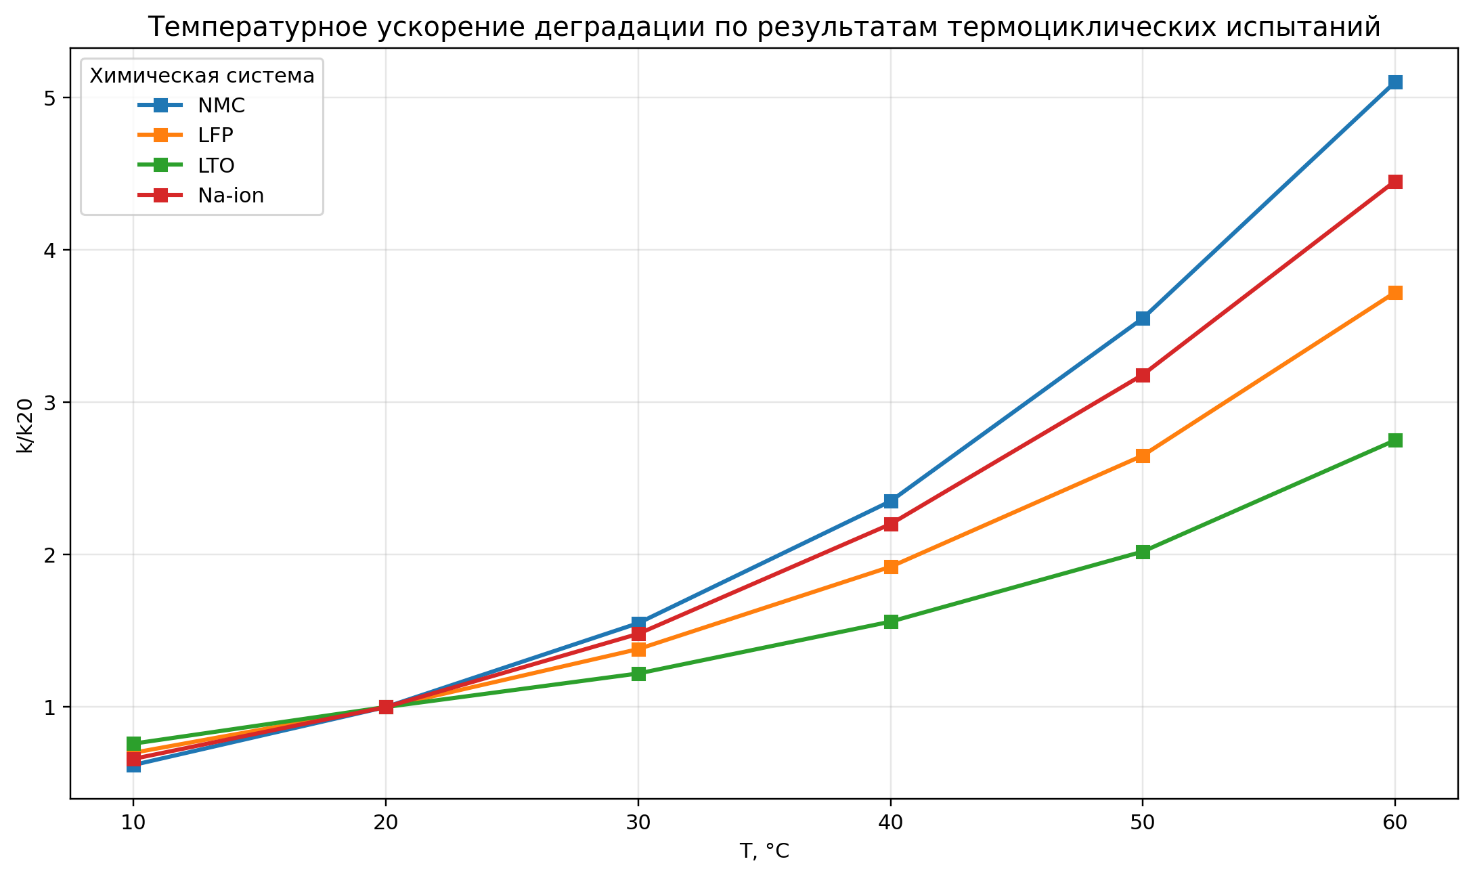 Температурное ускорение деградации по результатам термоциклических испытаний
Химическая система
NMC
LFP
LTO
Na-ion
5
4
3
2
1
k/k20
10 20 30 40 50 60
T, °C